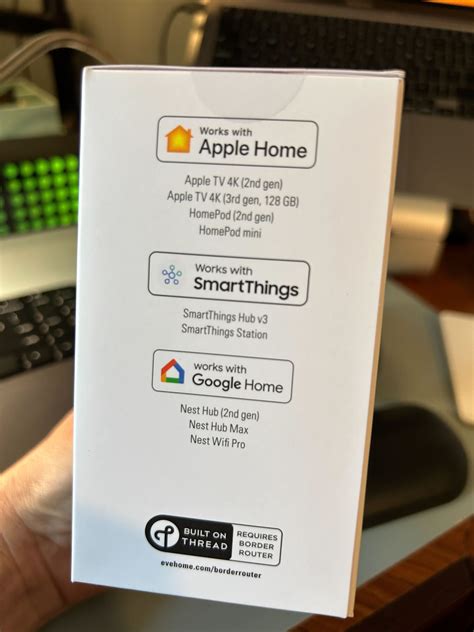 Works with
Apple Home
Apple TV 4K (2nd gen)
Apple TV 4K (3rd gen, 128 GB)
HomePod (2nd gen)
HomePod mini
Works with
SmartThings
SmartThings Hub v3
SmartThings Station
works with
Google Home
Nest Hub (2nd gen)
Nest Hub Max
Nest Wifi Pro
BUILT ON
THREAD
REQUIRES
BORDER
ROUTER
evehome.com/borderrouter